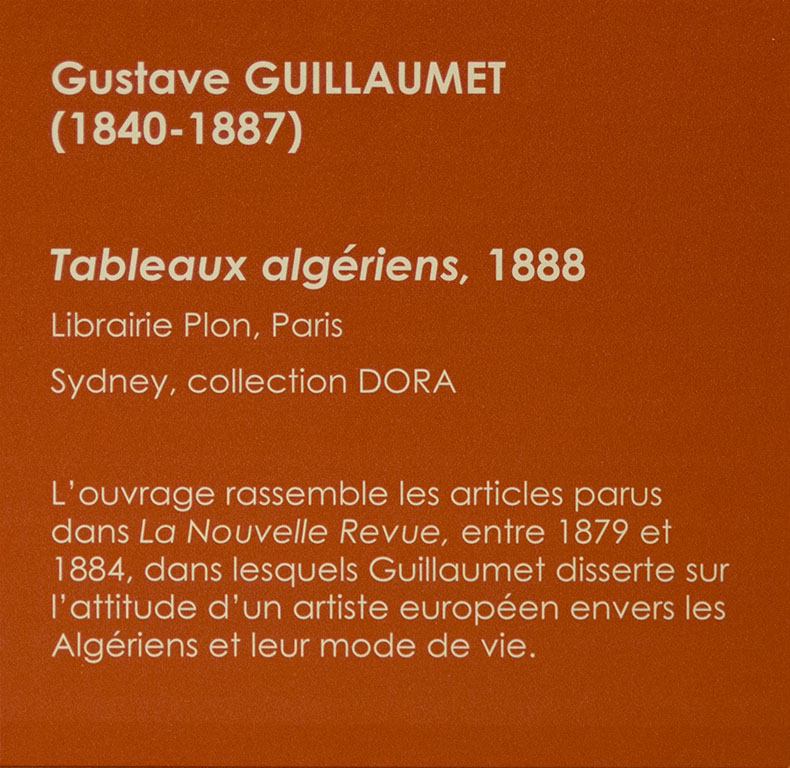 Gustave GUILLAUMET
(1840-1887)
Tableaux algériens, 1888
Librairie Plon, Paris
Sydney, collection DORA
L’ouvrage rassemble les articles parus
dans La Nouvelle Revue, entre 1879 et
1884, dans lesquels Guillaumet disserte sur
l’attitude d’un artiste européen envers les
Algériens et leur mode de vie.